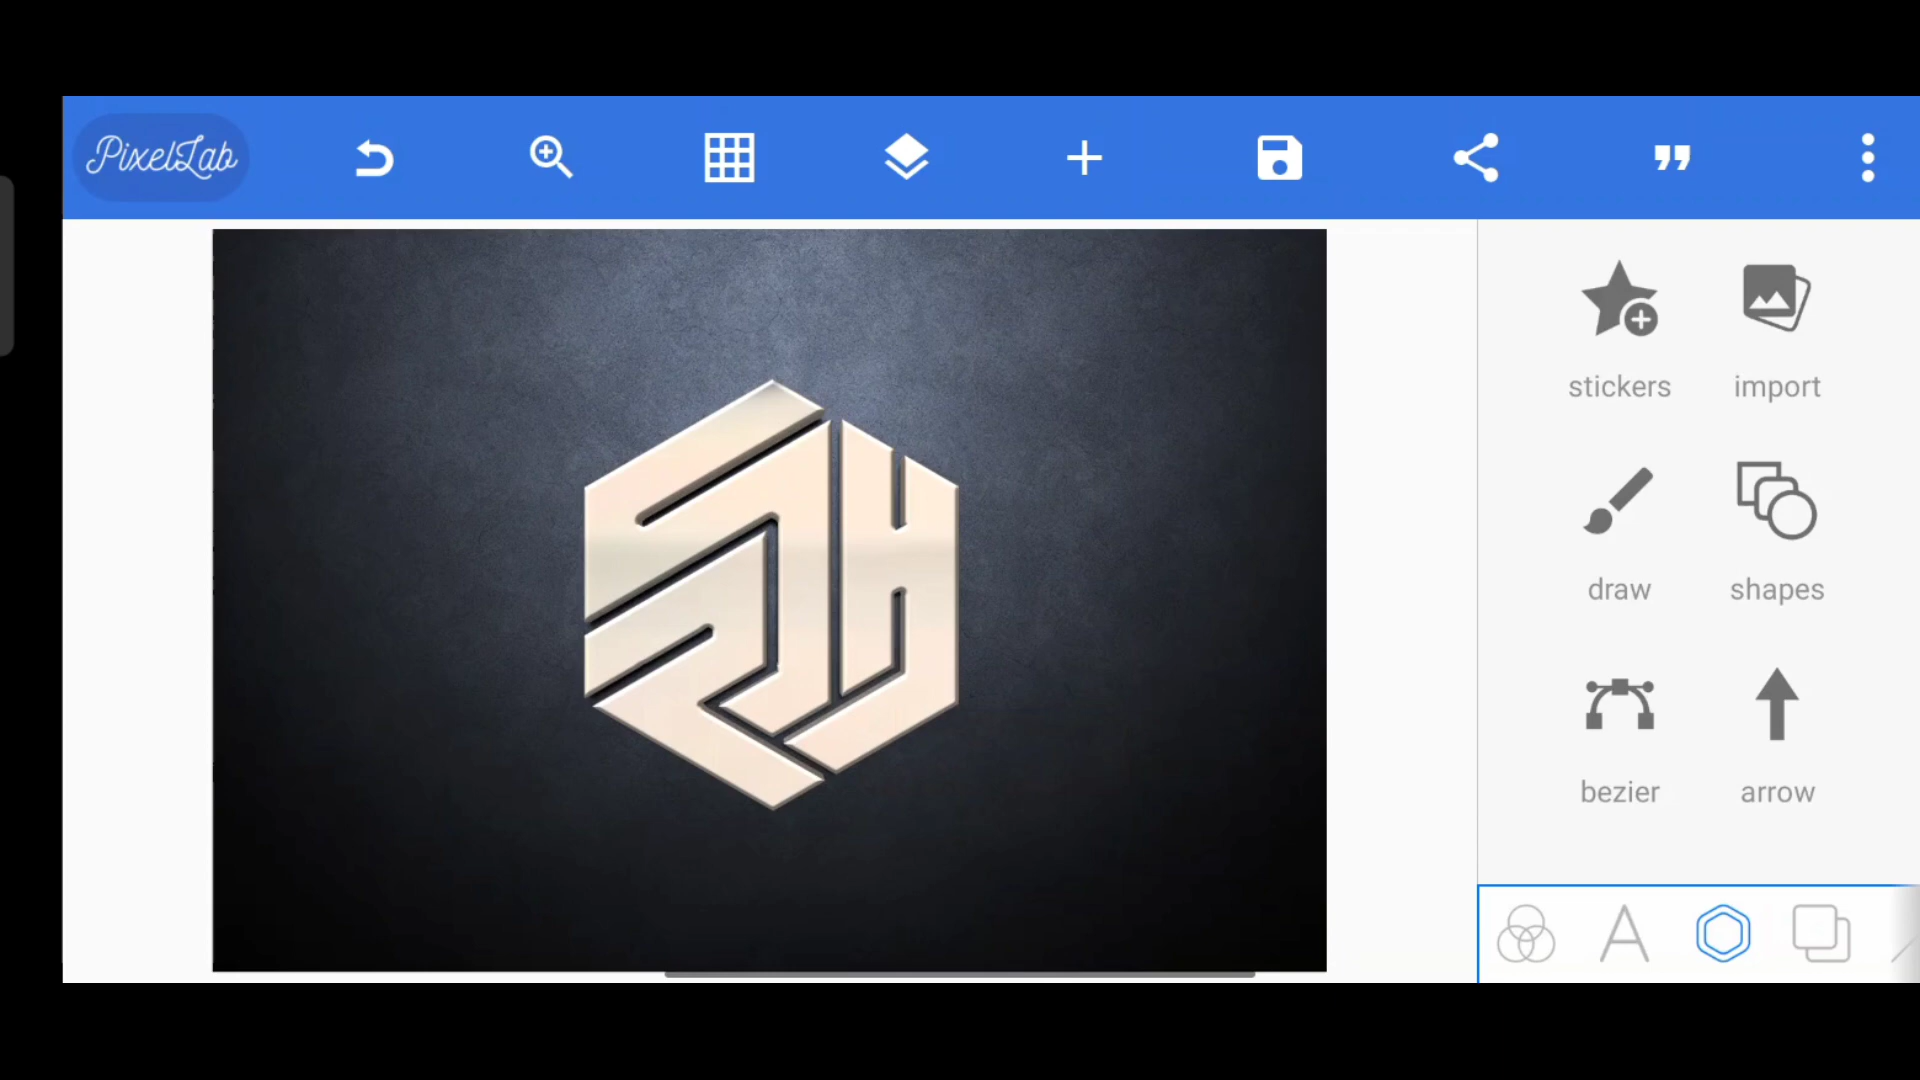 PixelLab
stickers
import
draw
shapes
bezier
arrow